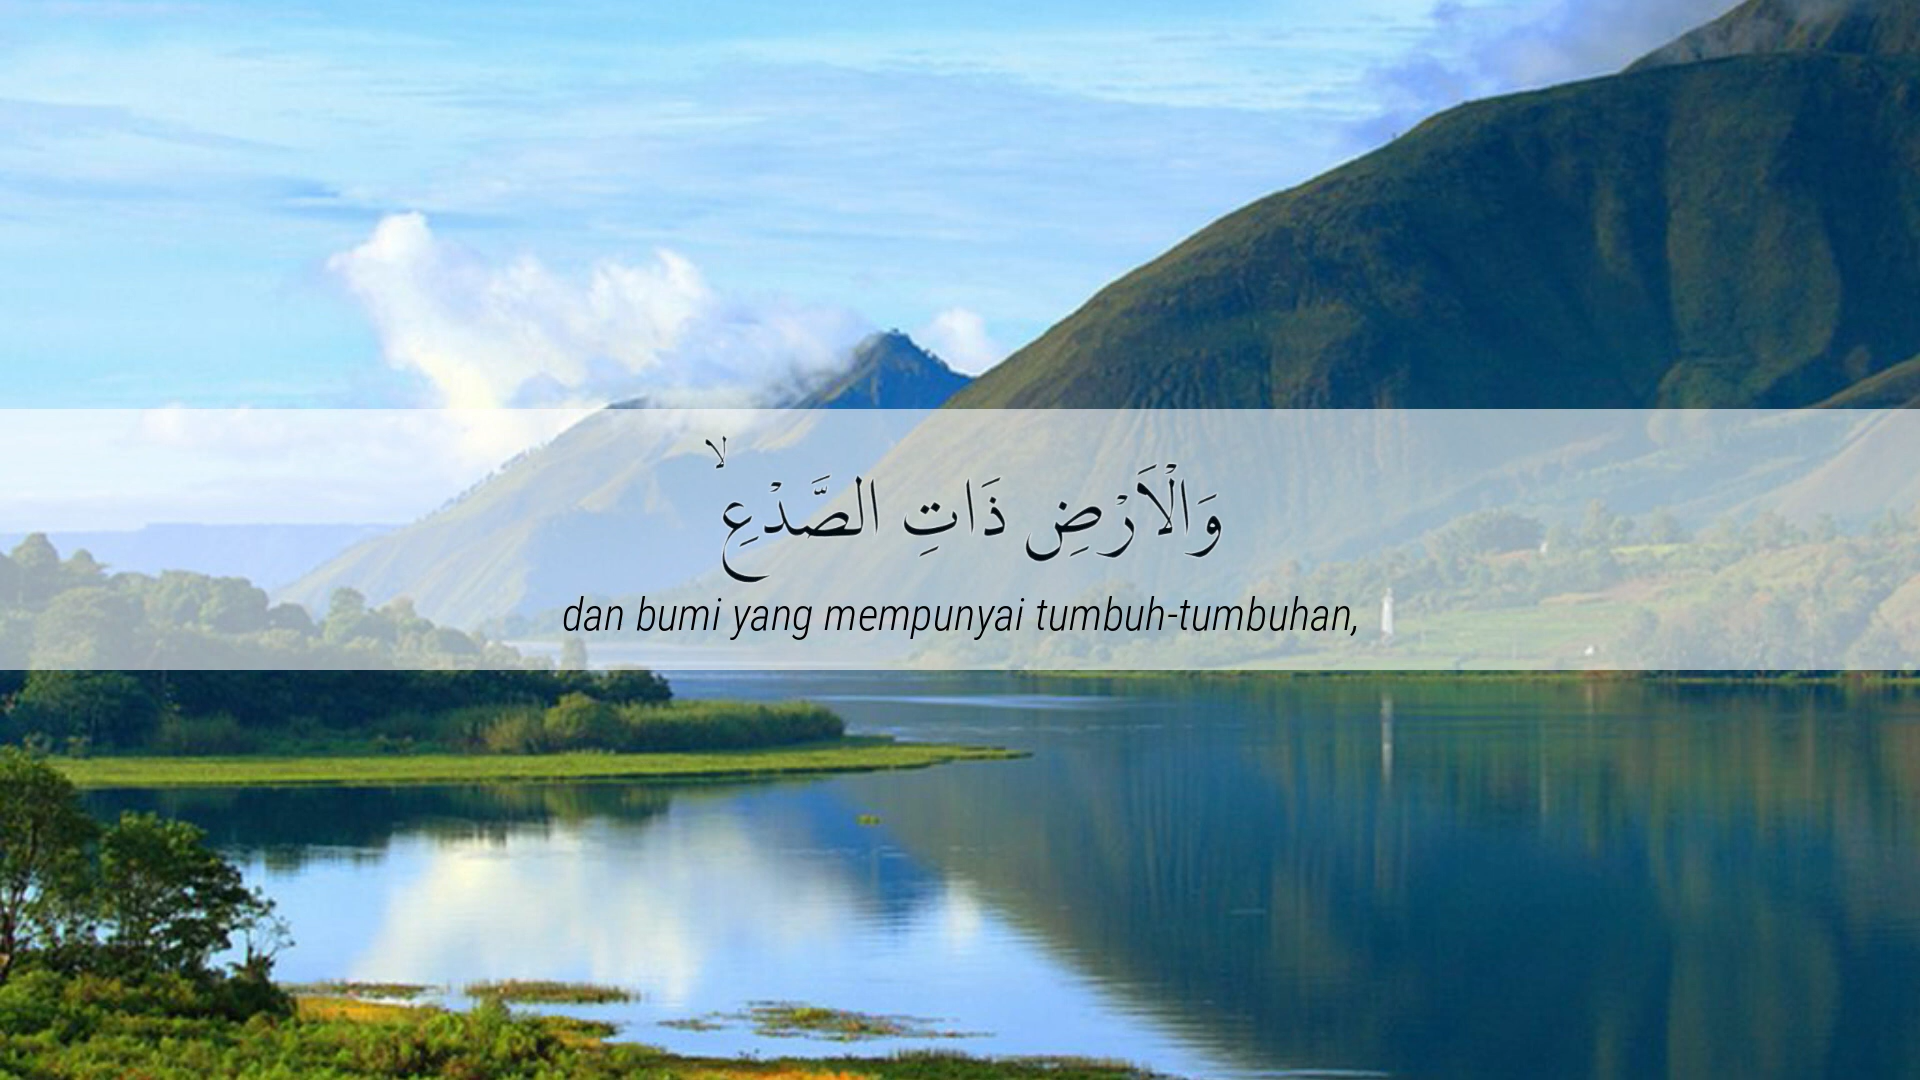 وَالْاَرْضِ ذَاتِ الصَّدْعِۙ
dan bumi yang mempunyai tumbuh-tumbuhan,